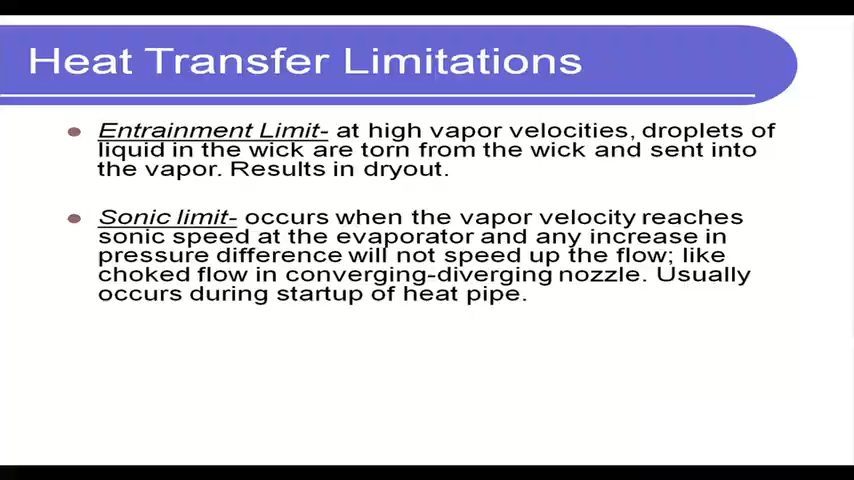 Heat Transfer Limitations
Entrainment Limit- at high vapor velocities, droplets of
liquid in the wick are torn from the wick and sent into
the vapor. Results in dryout.
Sonic limit- occurs when the vapor velocity reaches
sonic speed at the evaporator and any increase in
pressure difference will not speed up the flow; like
choked flow in converging-diverging nozzle. Usually
occurs during startup of heat pipe.